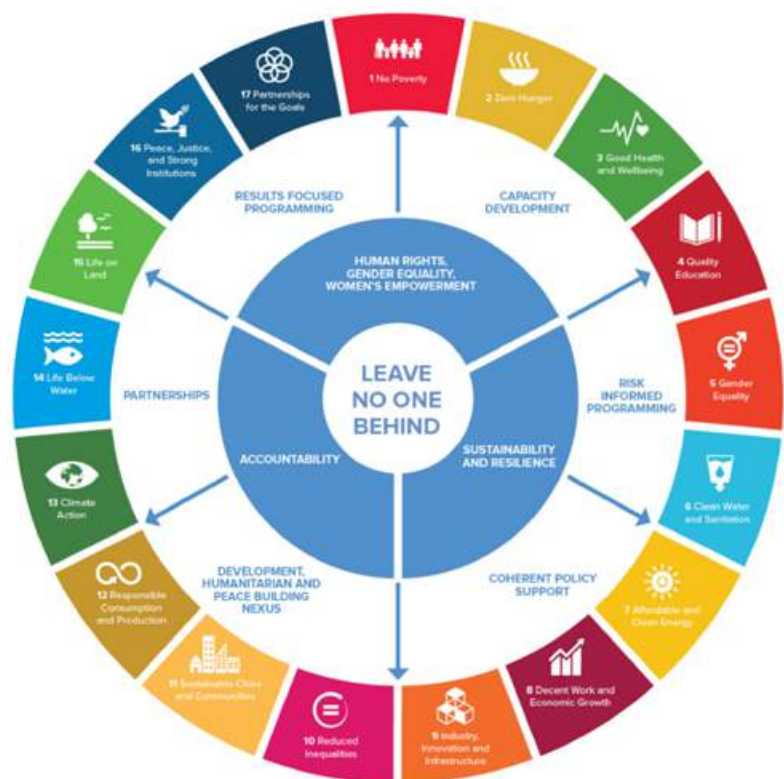 1 No Poverty
2 Zero Hunger
3 Good Health
and Wellbeing
4 Quality
Education
5 Gender
Equality
6 Clean Water
and Sanitation
7 Affordable and
Clean Energy
8 Decent Work and
Economic Growth
9 Industry,
Innovation and
Infrastructure
10 Reduced
Inequalities
11 Sustainable Cities
and Communities
12 Responsible
Consumption
and Production
13 Climate
Action
14 Life Below
Water
15 Life on
Land
16 Peace, Justice,
and Strong
Institutions
17 Partnerships
for the Goals
RESULTS FOCUSED
PROGRAMMING
CAPACITY
DEVELOPMENT
RISK
INFORMED
PROGRAMMING
COHERENT POLICY
SUPPORT
DEVELOPMENT,
HUMANITARIAN AND
PEACE BUILDING
NEXUS
PARTNERSHIPS
HUMAN RIGHTS,
GENDER EQUALITY,
WOMEN'S EMPOWERMENT
SUSTAINABILITY
AND RESILIENCE
ACCOUNTABILITY
LEAVE
NO ONE
BEHIND